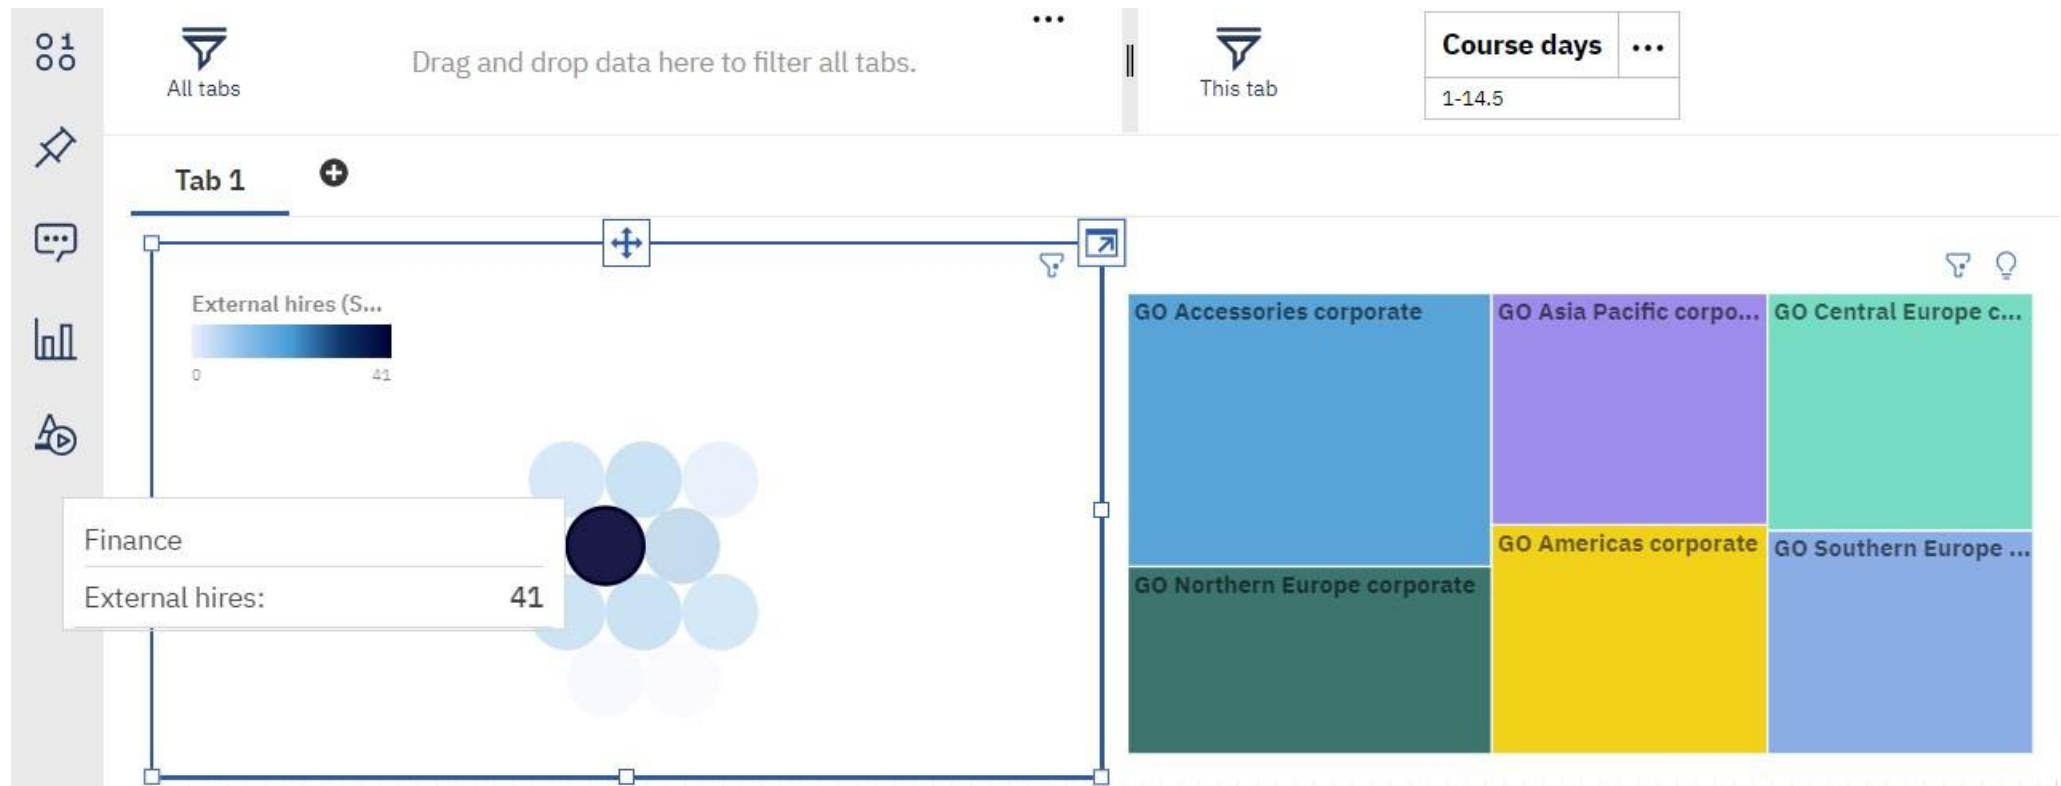 All tabs
Drag and drop data here to filter all tabs.
This tab
Course days
1-14.5
Tab 1
External hires (S...
0
41
Finance
External hires: 41
GO Accessories corporate
GO Asia Pacific corpo...
GO Central Europe c...
GO Northern Europe corporate
GO Americas corporate
GO Southern Europe ...